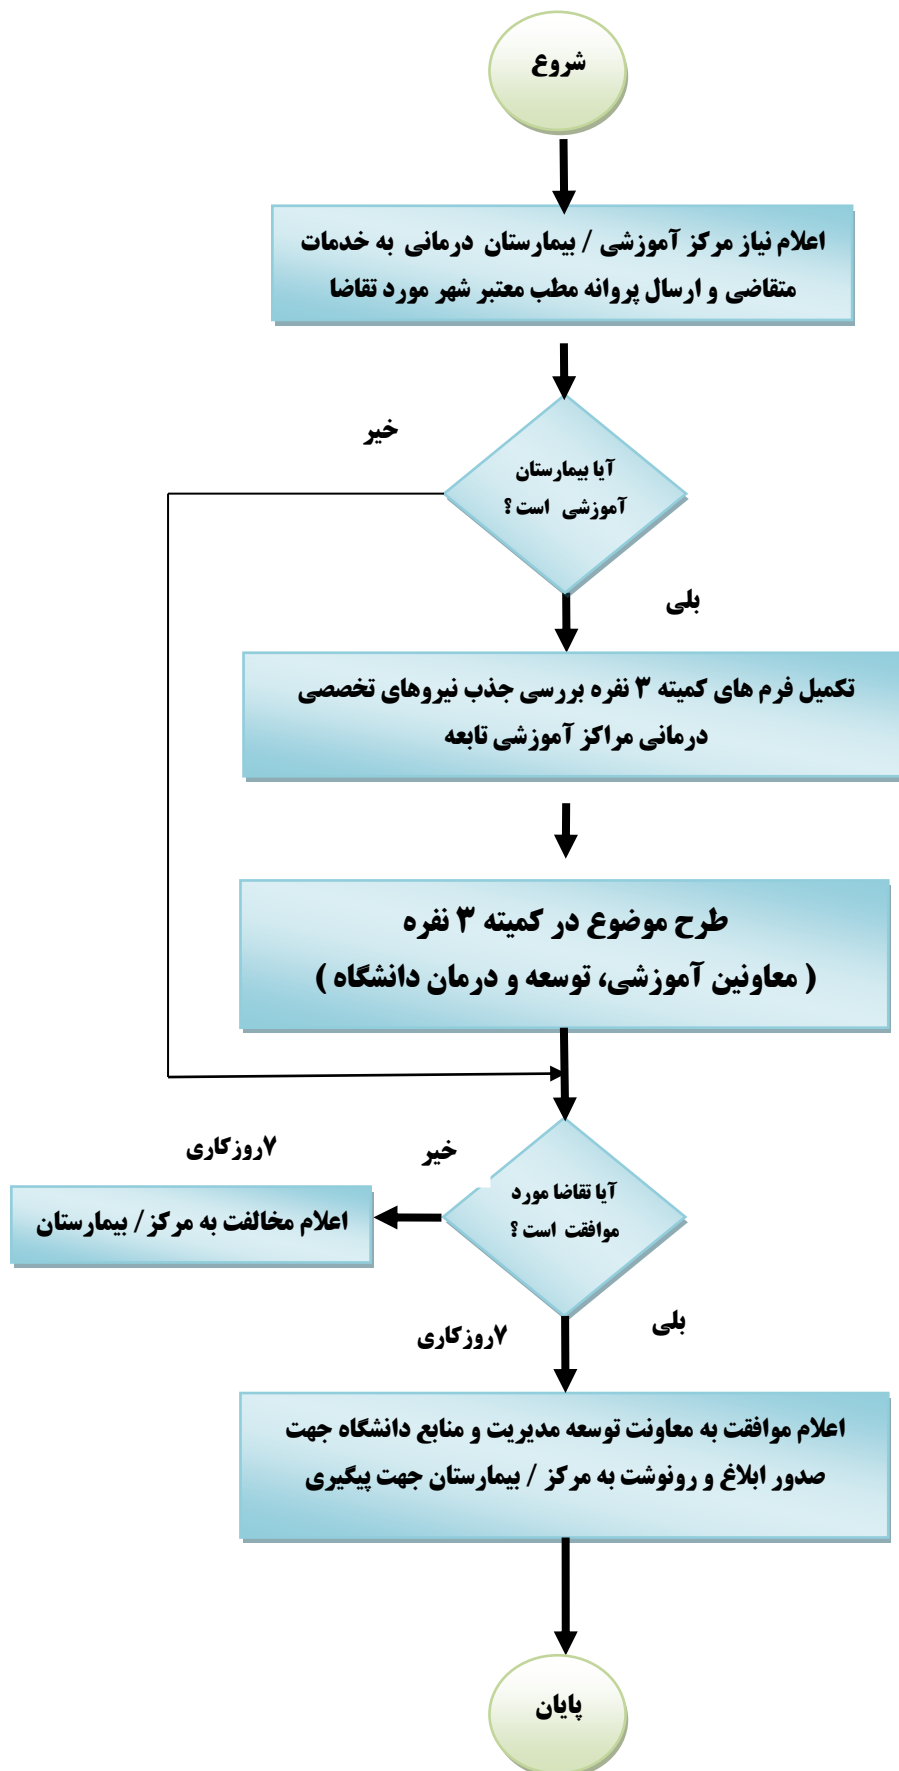 شروع
اعلام نیاز مرکز آموزشی / بیمارستان درمانی به خدمات
متقاضی و ارسال پروانه مطب معتبر شهر مورد تقاضا
خیر
آیا بیمارستان
آموزشی است ؟
بلی
تکمیل فرم های کمیته ۳ نفره بررسی جذب نیروهای تخصصی
درمانی مراکز آموزشی تابعه
طرح موضوع در کمیته ۳ نفره
( معاونین آموزشی، توسعه و درمان دانشگاه )
خیر
۷روزکاری
آیا تقاضا مورد
موافقت است ؟
اعلام مخالفت به مرکز/ بیمارستان
بلی
۷روزکاری
اعلام موافقت به معاونت توسعه مدیریت و منابع دانشگاه جهت
صدور ابلاغ و رونوشت به مرکز / بیمارستان جهت پیگیری
پایان